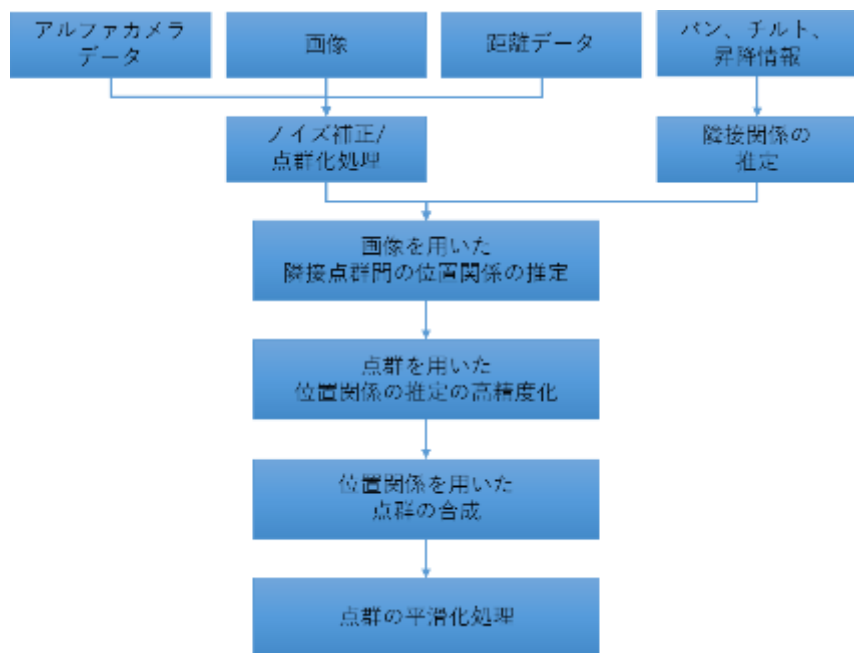 アルファカメラ
データ
画像
距離データ
パン、チルト、
昇降情報
ノイズ補正/
点群化処理
隣接関係の
推定
画像を用いた
隣接点群間の位置関係の推定
点群を用いた
位置関係の推定の高精度化
位置関係を用いた
点群の合成
点群の平滑化処理